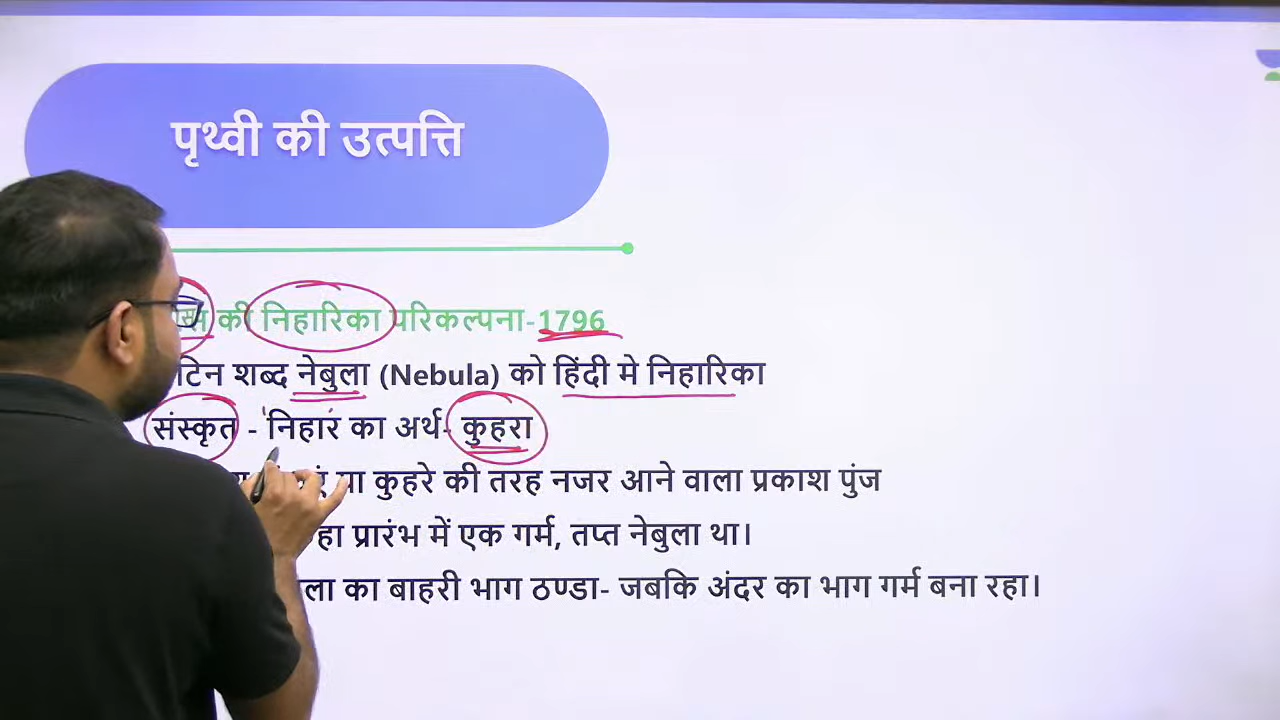 पृथ्वी की उत्पत्ति
की निहारिका परिकल्पना-1796
शब्द नेबुला (Nebula) को हिंदी मे निहारिका
संस्कृत - 'निहार' का अर्थ- कुहरा
या कुहरे की तरह नजर आने वाला प्रकाश पुंज
प्रारंभ में एक गर्म, तप्त नेबुला था।
का बाहरी भाग ठण्डा- जबकि अंदर का भाग गर्म बना रहा।